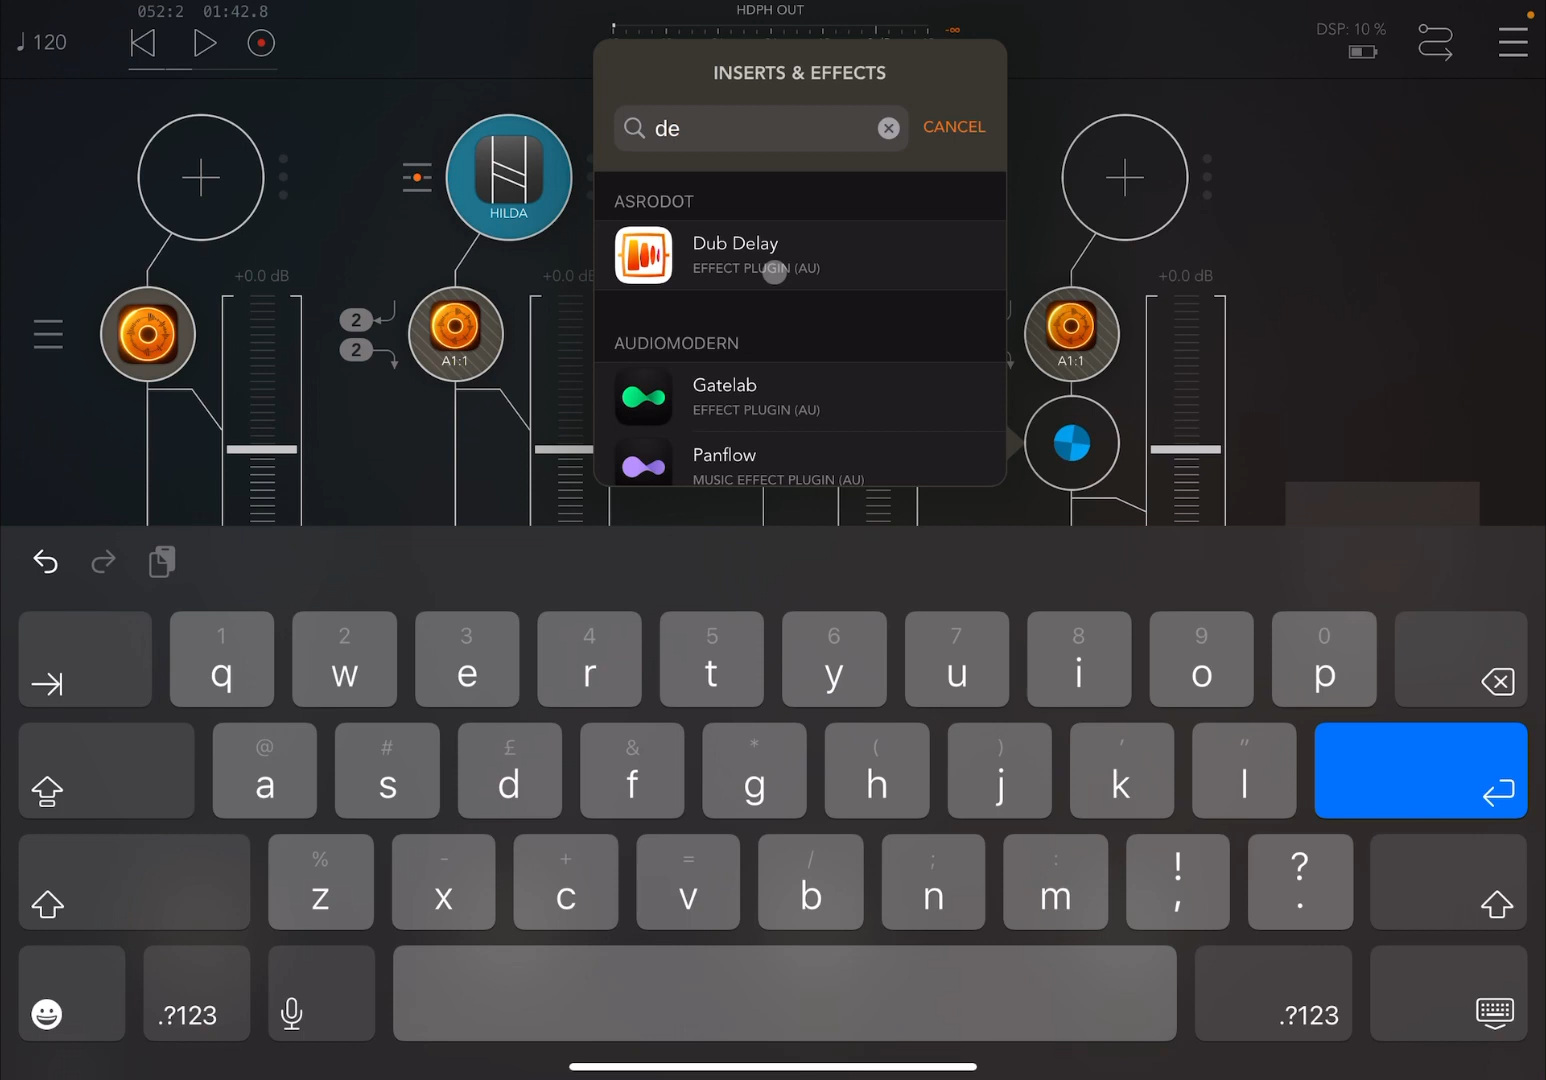 052:2 01:42.8
HDPH OUT
♩ 120
-∞
DSP: 10 %
INSERTS & EFFECTS
de
CANCEL
ASRODOT
HILDA
Dub Delay
EFFECT PLUGIN (AU)
+0.0 dB
+0.0 dB
+0.0 dB
2
2
AUDIOMODERN
A1:1
A1:1
Gatelab
EFFECT PLUGIN (AU)
Panflow
MUSIC EFFECT PLUGIN (AU)
1 2 3 4 5 6 7 8 9 0
q w e r t y u i o p
@ # £ & * ( ) ' "
a s d f g h j k l
% - + = / ; : ! ?
z x c v b n m , .
.?123
.?123